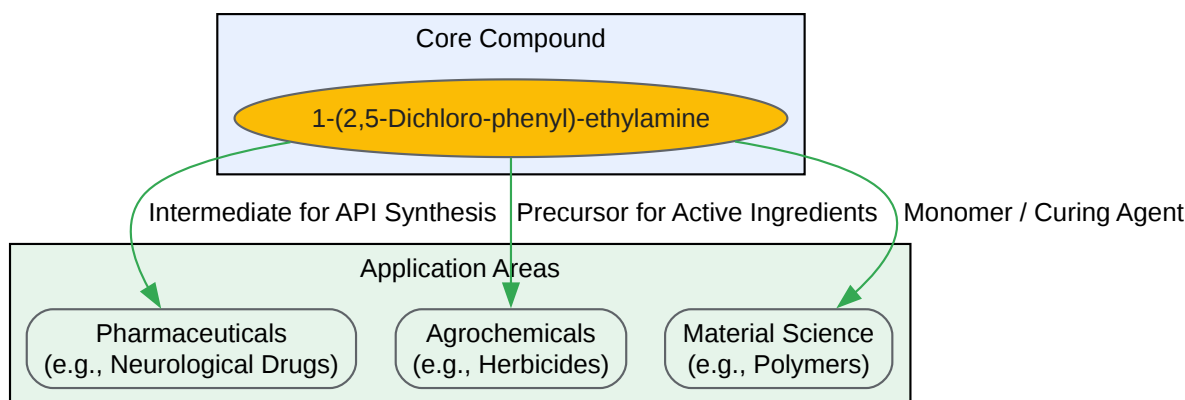 Core Compound
1-(2,5-Dichloro-phenyl)-ethylamine
Intermediate for API Synthesis
Precursor for Active Ingredients
Monomer / Curing Agent
Application Areas
Pharmaceuticals
(e.g., Neurological Drugs)
Agrochemicals
(e.g., Herbicides)
Material Science
(e.g., Polymers)